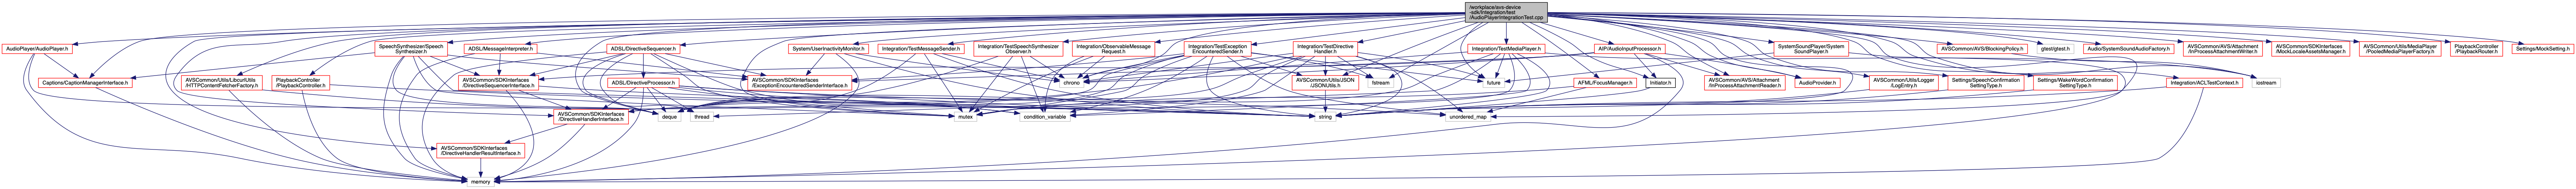 /workplace/avs-device
-sdk/Integration/test
/AudioPlayerIntegrationTest.cpp
AudioPlayer/AudioPlayer.h
SpeechSynthesizer/Speech
Synthesizer.h
ADSL/MessageInterpreter.h
ADSL/DirectiveSequencer.h
System/UserInactivityMonitor.h
Integration/TestMessageSender.h
Integration/TestSpeechSynthesizer
Observer.h
Integration/ObservableMessage
Request.h
Integration/TestException
EncounteredSender.h
Integration/TestDirective
Handler.h
Integration/TestMediaPlayer.h
AIP/AudioInputProcessor.h
SystemSoundPlayer/System
SoundPlayer.h
AVSCommon/AVS/BlockingPolicy.h
gtest/gtest.h
Audio/SystemSoundAudioFactory.h
AVSCommon/AVS/Attachment
/InProcessAttachmentWriter.h
AVSCommon/SDKInterfaces
/MockLocaleAssetsManager.h
AVSCommon/Utils/MediaPlayer
/PooledMediaPlayerFactory.h
PlaybackController
/PlaybackRouter.h
Settings/MockSetting.h
Captions/CaptionManagerInterface.h
AVSCommon/Utils/LibcurlUtils
/HTTPContentFetcherFactory.h
PlaybackController
/PlaybackController.h
AVSCommon/SDKInterfaces
/DirectiveSequencerInterface.h
ADSL/DirectiveProcessor.h
AVSCommon/SDKInterfaces
/ExceptionEncounteredSenderInterface.h
chrono
AVSCommon/Utils/JSON
/JSONUtils.h
fstream
future
AFML/FocusManager.h
Initiator.h
AVSCommon/AVS/Attachment
/InProcessAttachmentReader.h
AudioProvider.h
AVSCommon/Utils/Logger
/LogEntry.h
Settings/SpeechConfirmation
SettingType.h
Settings/WakeWordConfirmation
SettingType.h
Integration/ACLTestContext.h
iostream
AVSCommon/SDKInterfaces
/DirectiveHandlerInterface.h
deque
thread
mutex
condition_variable
string
unordered_map
AVSCommon/SDKInterfaces
/DirectiveHandlerResultInterface.h
memory